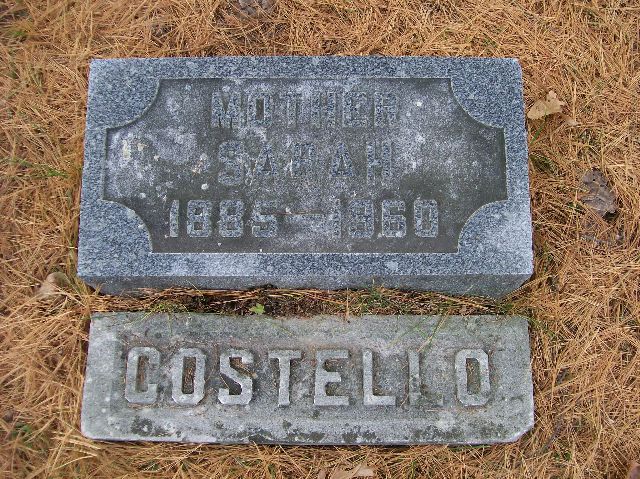 MOTHER
SARAH
1885-1960
COSTELLO